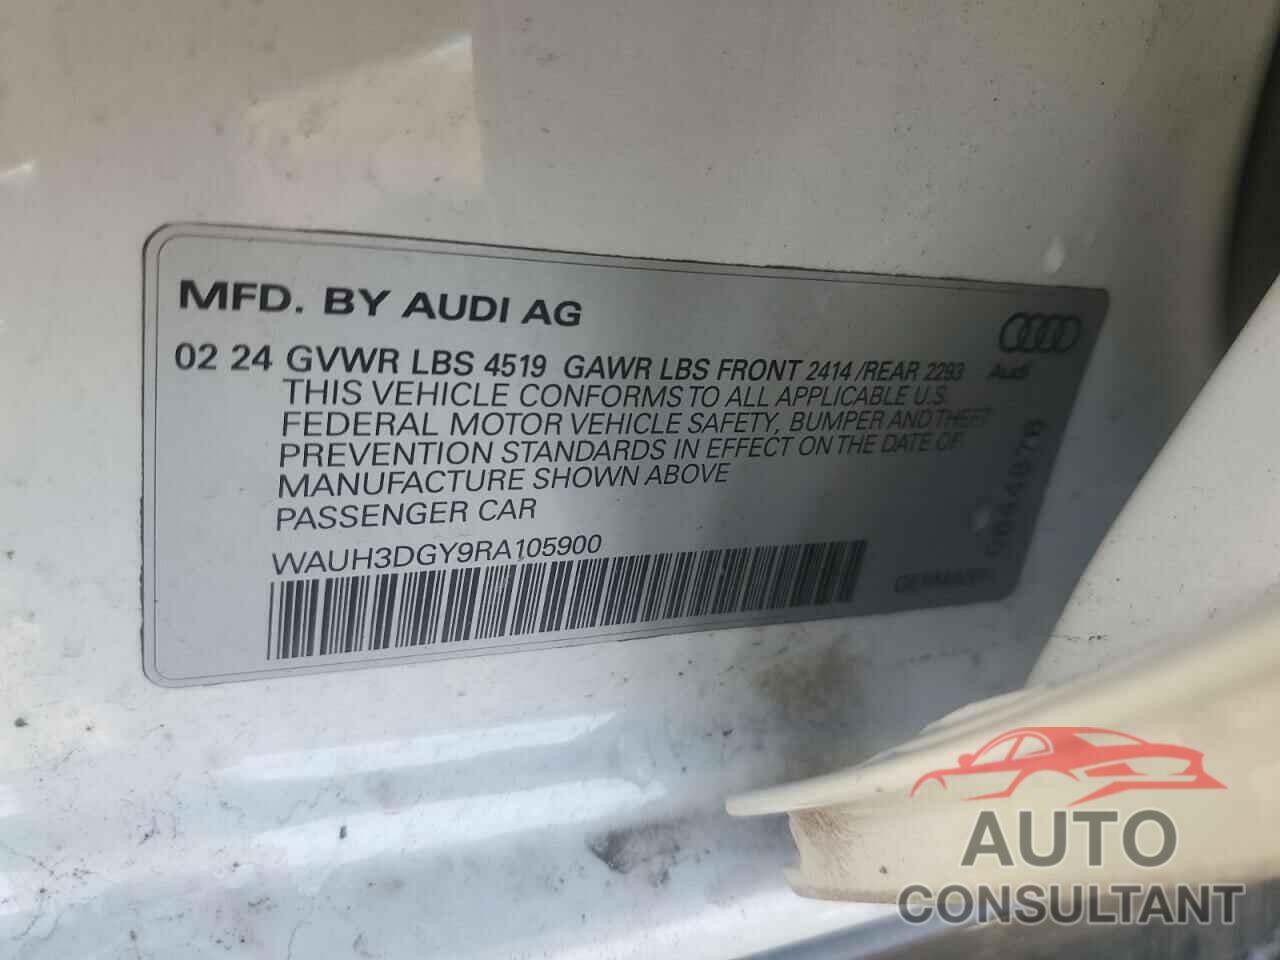 MFD. BY AUDI AG
02 24 GVWR LBS 4519 GAWR LBS FRONT 2414 /REAR 2293
Audi
THIS VEHICLE CONFORMS TO ALL APPLICABLE U.S.
FEDERAL MOTOR VEHICLE SAFETY, BUMPER AND THEFT
PREVENTION STANDARDS IN EFFECT ON THE DATE OF
MANUFACTURE SHOWN ABOVE
PASSENGER CAR
WAUH3DGY9RA105900
GERMANY
AUTO
CONSULTANT